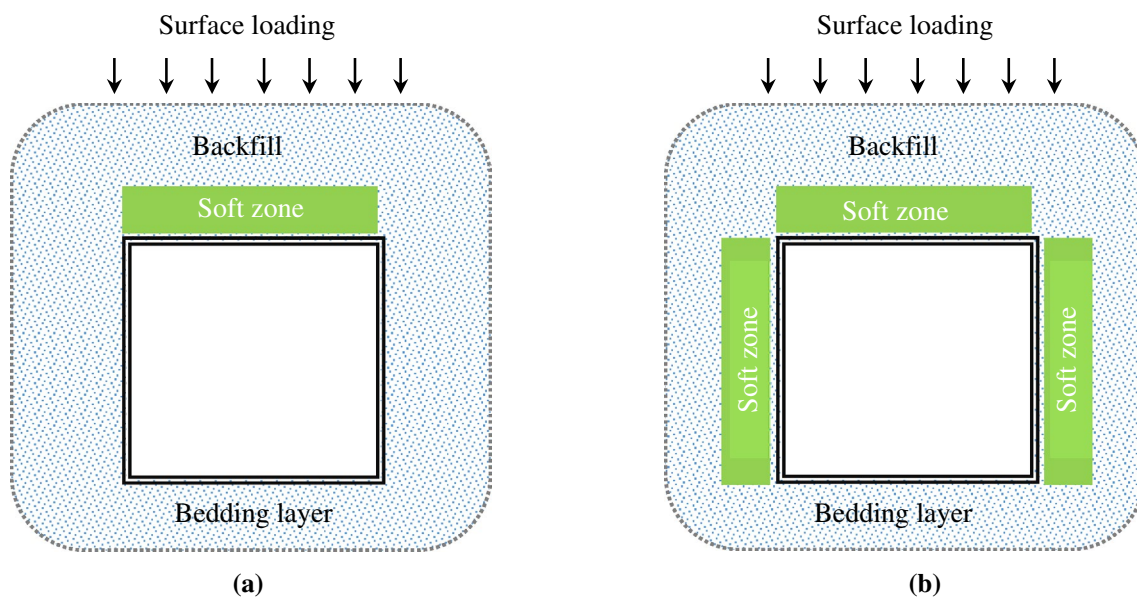 Surface loading
Backfill
Soft zone
Bedding layer
(a)
Surface loading
Backfill
Soft zone
Soft zone
Soft zone
Bedding layer
(b)